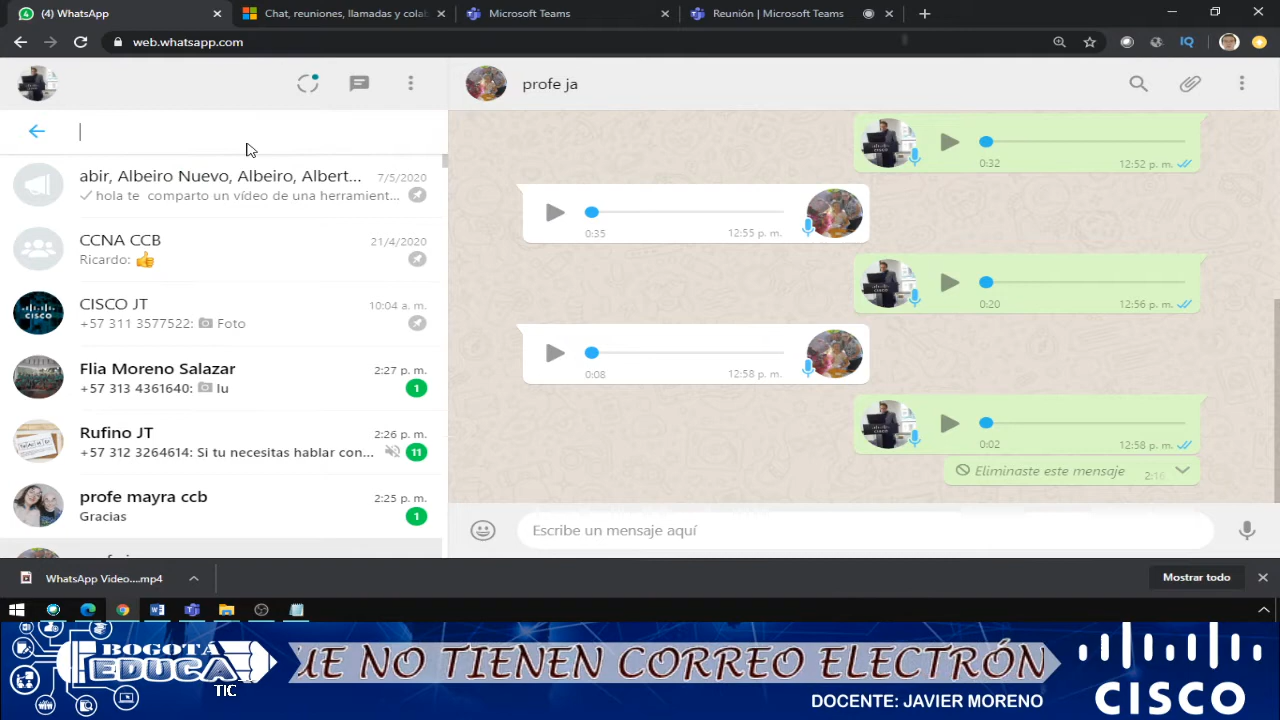 (4) WhatsApp
Chat, reuniones, llamadas y colab
Microsoft Teams
Reunión | Microsoft Teams
web.whatsapp.com
IQ
profe ja
abir, Albeiro Nuevo, Albeiro, Albert...
7/5/2020
hola te comparto un vídeo de una herramient...
CCNA CCB
21/4/2020
Ricardo:
CISCO JT
10:04 a. m.
+57 311 3577522: Foto
Flia Moreno Salazar
2:27 p. m.
+57 313 4361640: lu
1
Rufino JT
2:26 p. m.
+57 312 3264614: Si tu necesitas hablar con...
11
profe mayra ccb
2:25 p. m.
Gracias
1
0:32
12:52 p. m.
0:35
12:55 p. m.
0:20
12:56 p. m.
0:08
12:58 p. m.
0:02
12:58 p. m.
Eliminaste este mensaje
2:16
Escribe un mensaje aquí
WhatsApp Video....mp4
Mostrar todo
BOGOTÁ
EDUCA
TIC
UE NO TIENEN CORREO ELECTRÓN
DOCENTE: JAVIER MORENO
CISCO